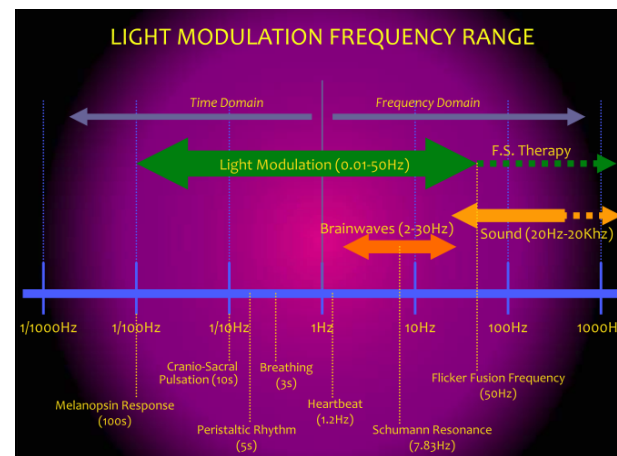 LIGHT MODULATION FREQUENCY RANGE
Time Domain
Frequency Domain
Light Modulation (0.01-50Hz)
F.S. Therapy
Brainwaves (2-30Hz)
Sound (20Hz-20Khz)
1/1000Hz
1/100Hz
1/10Hz
1Hz
10Hz
100Hz
1000H
Cranio-Sacral
Pulsation (10s)
Breathing
(3s)
Flicker Fusion Frequency
(50Hz)
Melanopsin Response
(100s)
Heartbeat
(1.2Hz)
Peristaltic Rhythm
(5s)
Schumann Resonance
(7.83Hz)